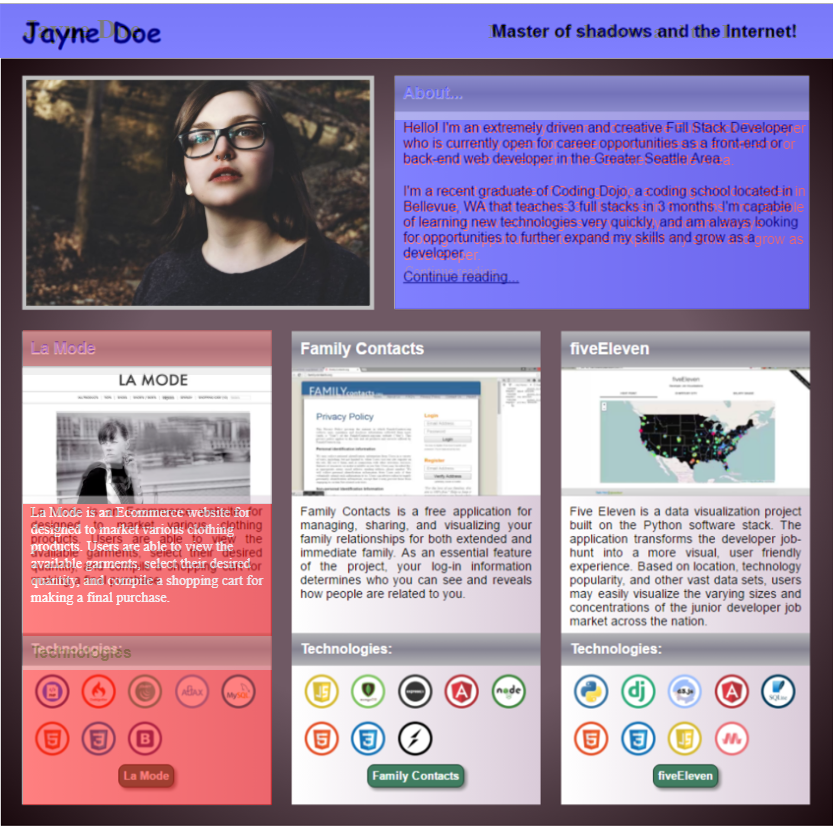 Jayne Doe
Master of shadows and the Internet!
About...
Hello! I'm an extremely driven and creative Full Stack Developer
who is currently open for career opportunities as a front-end or
back-end web developer in the Greater Seattle Area.
I'm a recent graduate of Coding Dojo, a coding school located in
Bellevue, WA that teaches 3 full stacks in 3 months. I'm capable
of learning new technologies very quickly, and am always looking
for opportunities to further expand my skills and grow as a
developer.
Continue reading...
La Mode
LA MODE
La Mode is an Ecommerce website for
designed to market various clothing
products. Users are able to view the
available garments, select their desired
quantity, and compile a shopping cart for
making a final purchase.
Technologies:
AJAX
MySQL
La Mode
Family Contacts
FAMILYcontacts
Privacy Policy
Login
Register
Family Contacts is a free application for
managing, sharing, and visualizing your
family relationships for both extended and
immediate family. As an essential feature
of the project, your log-in information
determines who you can see and reveals
how people are related to you.
Technologies:
JS
node
Family Contacts
fiveEleven
fiveEleven
Five Eleven is a data visualization project
built on the Python software stack. The
application transforms the developer job-
hunt into a more visual, user friendly
experience. Based on location, technology
popularity, and other vast data sets, users
may easily visualize the varying sizes and
concentrations of the junior developer job
market across the nation.
Technologies:
dj
SQLite
JS
fiveEleven